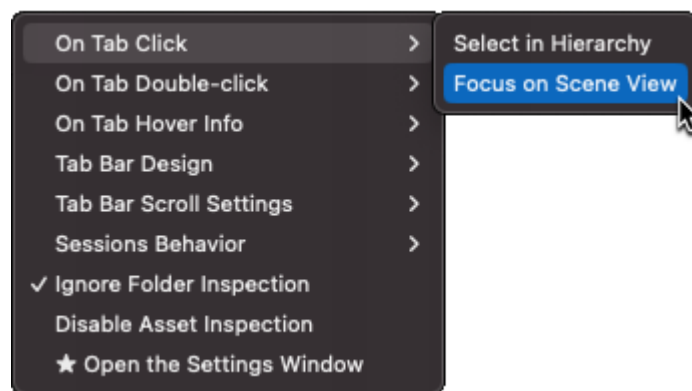 On Tab Click >
On Tab Double-click >
On Tab Hover Info >
Tab Bar Design >
Tab Bar Scroll Settings >
Sessions Behavior >
✓ Ignore Folder Inspection
Disable Asset Inspection
★ Open the Settings Window
Select in Hierarchy
Focus on Scene View